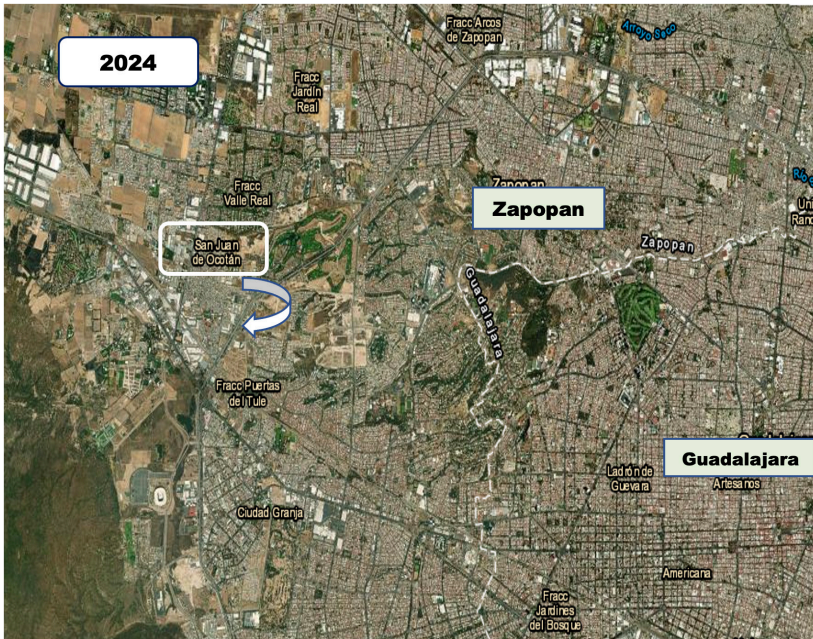 Fracc Arcos
de Zapopan
Arroyo Seco
2024
Fracc
Jardín
Real
Fracc
Valle Real
Zapopan
Zapopan
San Juan
de Ocotán
Zapopan
Guadalajara
Fracc Puertas
del Tule
Guadalajara
Ladrón de
Guevara
Artesanos
Ciudad Granja
Americana
Fracc
Jardines
del Bosque